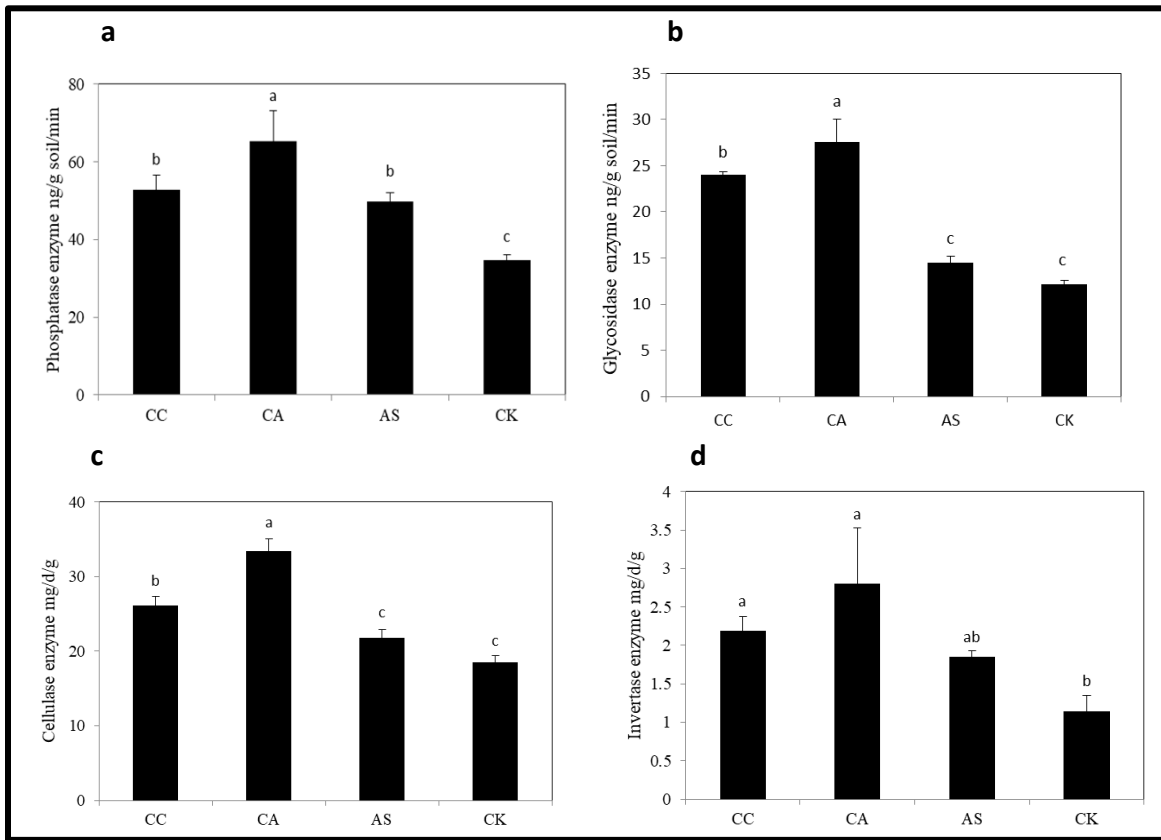 a
Phosphatase enzyme ng/g soil/min
80
60
40
20
0
b
a
b
c
CC CA AS CK
b
Glycosidase enzyme ng/g soil/min
35
30
25
20
15
10
5
0
b
a
c
c
CC CA AS CK
c
Cellulase enzyme mg/d/g
40
30
20
10
0
b
a
c
c
CC CA AS CK
d
Invertase enzyme mg/d/g
4
3.5
3
2.5
2
1.5
1
0.5
0
a
a
ab
b
CC CA AS CK